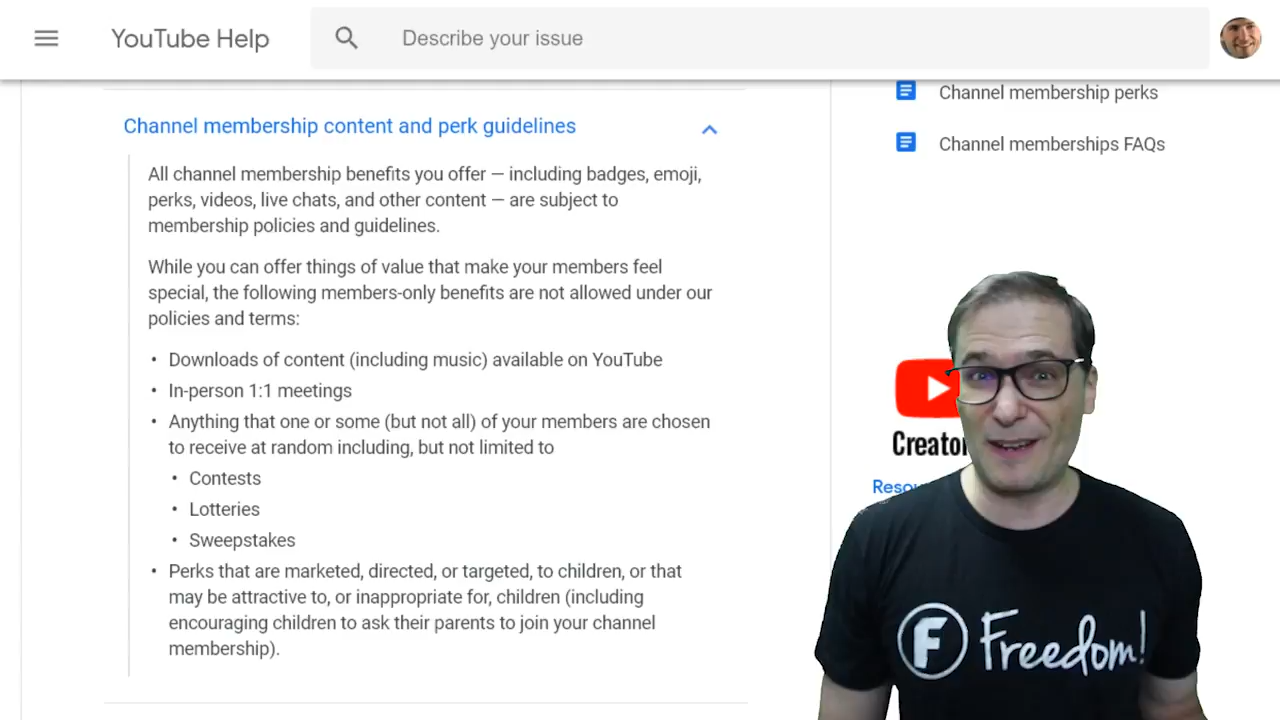 YouTube Help
Describe your issue
Channel membership perks
Channel memberships FAQs
Channel membership content and perk guidelines
All channel membership benefits you offer — including badges, emoji,
perks, videos, live chats, and other content — are subject to
membership policies and guidelines.
While you can offer things of value that make your members feel
special, the following members-only benefits are not allowed under our
policies and terms:
• Downloads of content (including music) available on YouTube
• In-person 1:1 meetings
• Anything that one or some (but not all) of your members are chosen
to receive at random including, but not limited to
• Contests
• Lotteries
• Sweepstakes
• Perks that are marketed, directed, or targeted, to children, or that
may be attractive to, or inappropriate for, children (including
encouraging children to ask their parents to join your channel
membership).
F Freedom!